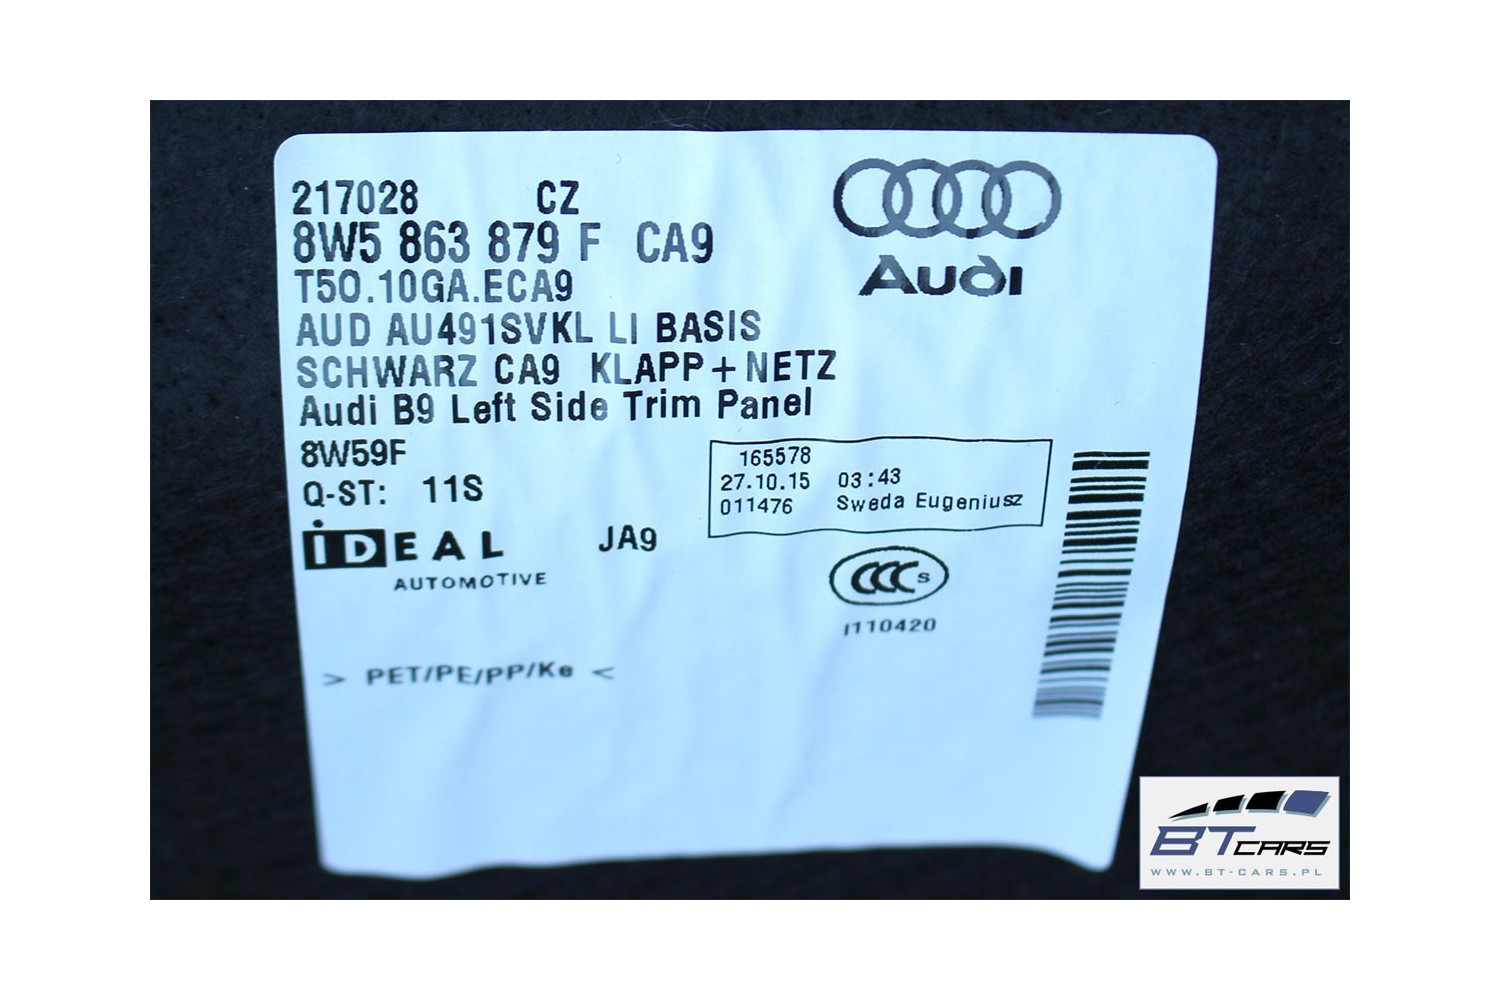 217028 CZ
8W5 863 879 F CA9
T50.10GA.ECA9
AUD AU491SVKL LI BASIS
SCHWARZ CA9 KLAPP+NETZ
Audi B9 Left Side Trim Panel
8W59F
Q-ST: 11S
iDEAL JA9
AUTOMOTIVE
> PET/PE/PP/Ke <
Audi
165578
27.10.15 03:43
011476 Sweda Eugeniusz
CCC S
I110420
BT CARS
WWW.BT-CARS.PL